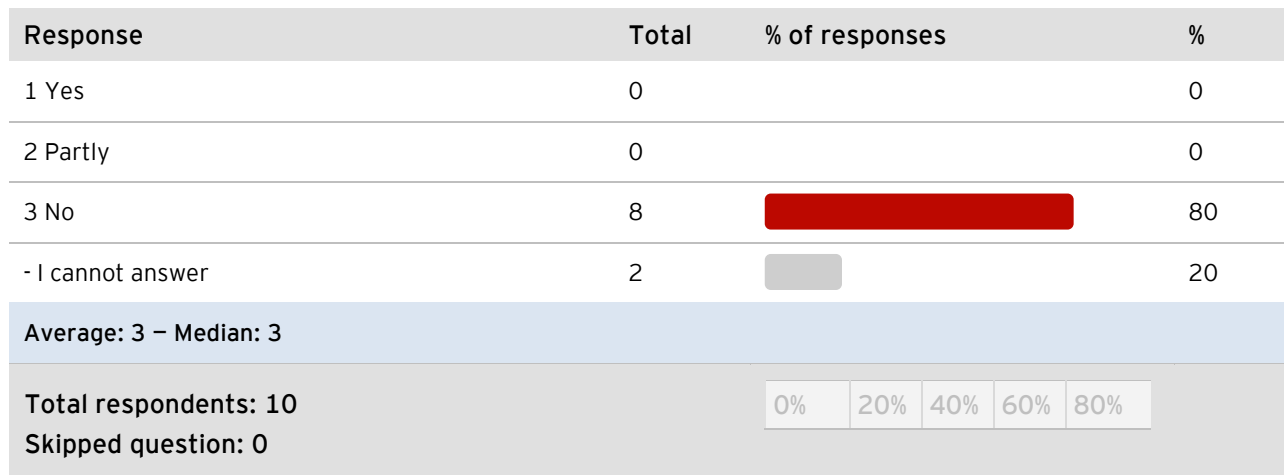 Response Total % of responses %
1 Yes 0 0
2 Partly 0 0
3 No 8 80
- I cannot answer 2 20
Average: 3 — Median: 3
Total respondents: 10 0% 20% 40% 60% 80%
Skipped question: 0